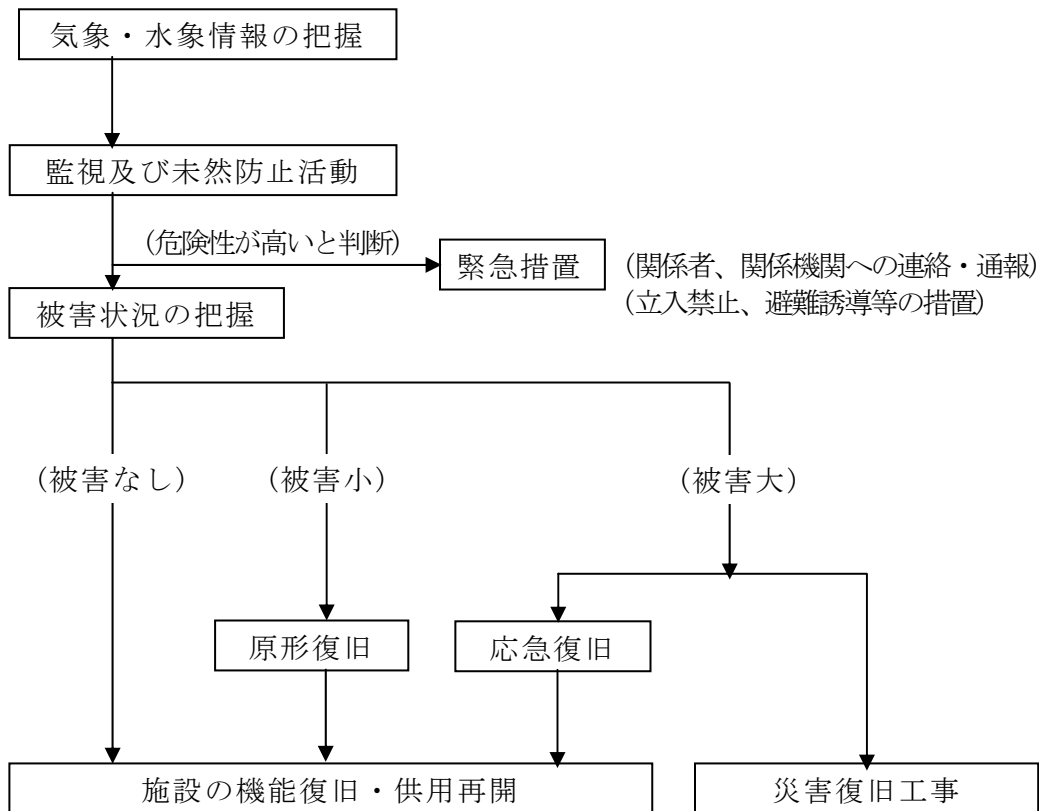 気象・水象情報の把握
監視及び未然防止活動
(危険性が高いと判断)
緊急措置
(関係者、関係機関への連絡・通報)
(立入禁止、避難誘導等の措置)
被害状況の把握
(被害なし)
(被害小)
(被害大)
原形復旧
応急復旧
施設の機能復旧・供用再開
災害復旧工事